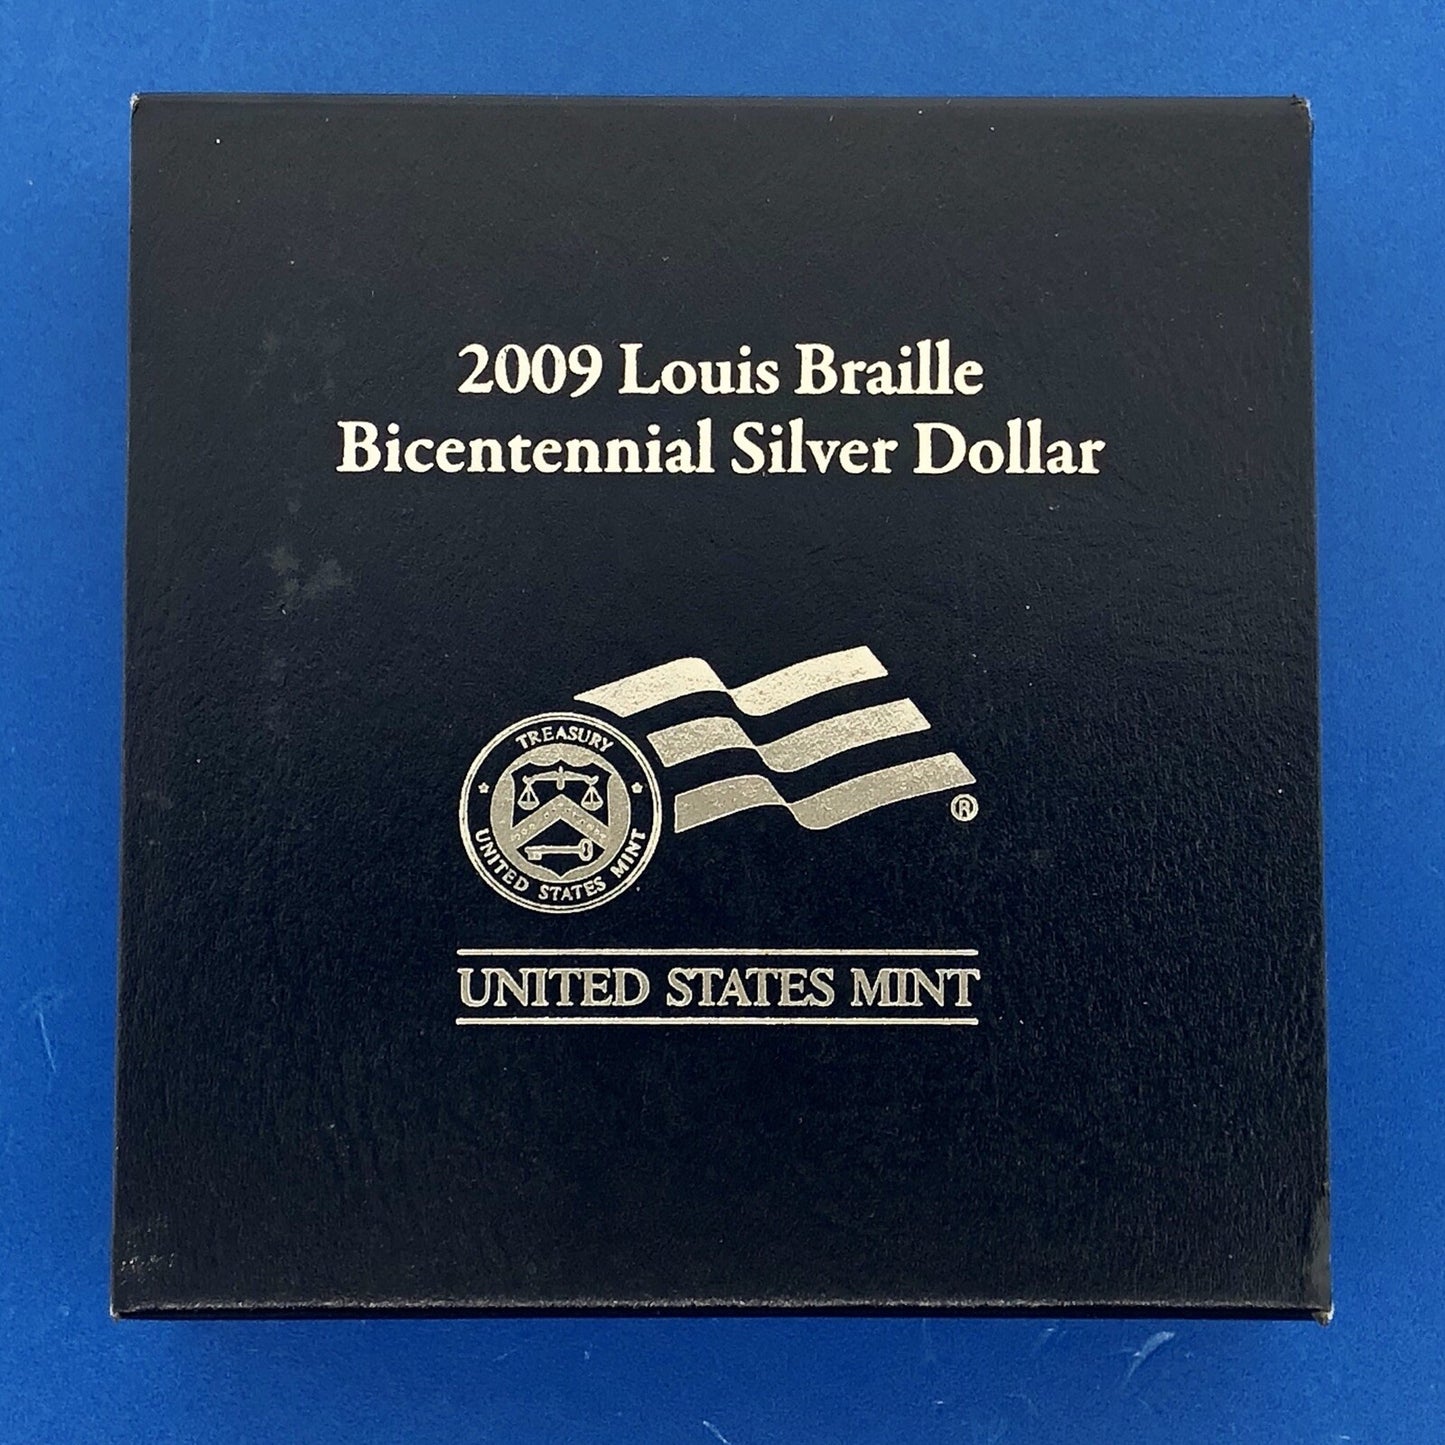 2009 Louis Braille
Bicentennial Silver Dollar
TREASURY
UNITED STATES MINT
®
UNITED STATES MINT